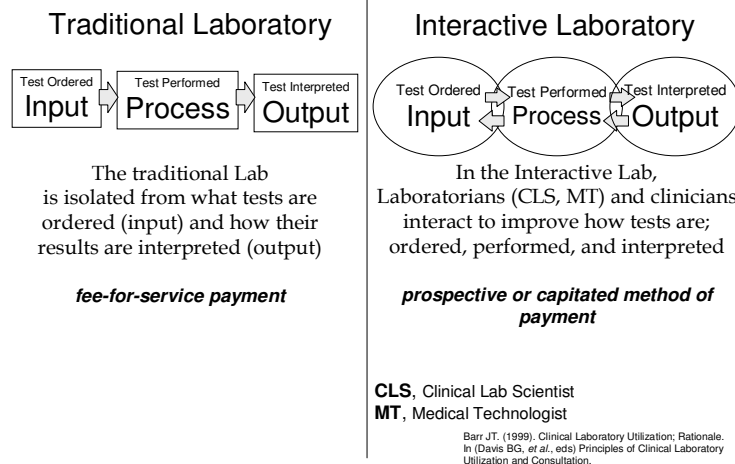 Traditional Laboratory
Test Ordered
Input
Test Performed
Process
Test Interpreted
Output
The traditional Lab
is isolated from what tests are
ordered (input) and how their
results are interpreted (output)
fee-for-service payment
Interactive Laboratory
Test Ordered
Input
Test Performed
Process
Test Interpreted
Output
In the Interactive Lab,
Laboratorians (CLS, MT) and clinicians
interact to improve how tests are;
ordered, performed, and interpreted
prospective or capitated method of
payment
CLS, Clinical Lab Scientist
MT, Medical Technologist
Barr JT. (1999). Clinical Laboratory Utilization; Rationale.
In (Davis BG, et al., eds) Principles of Clinical Laboratory
Utilization and Consultation.